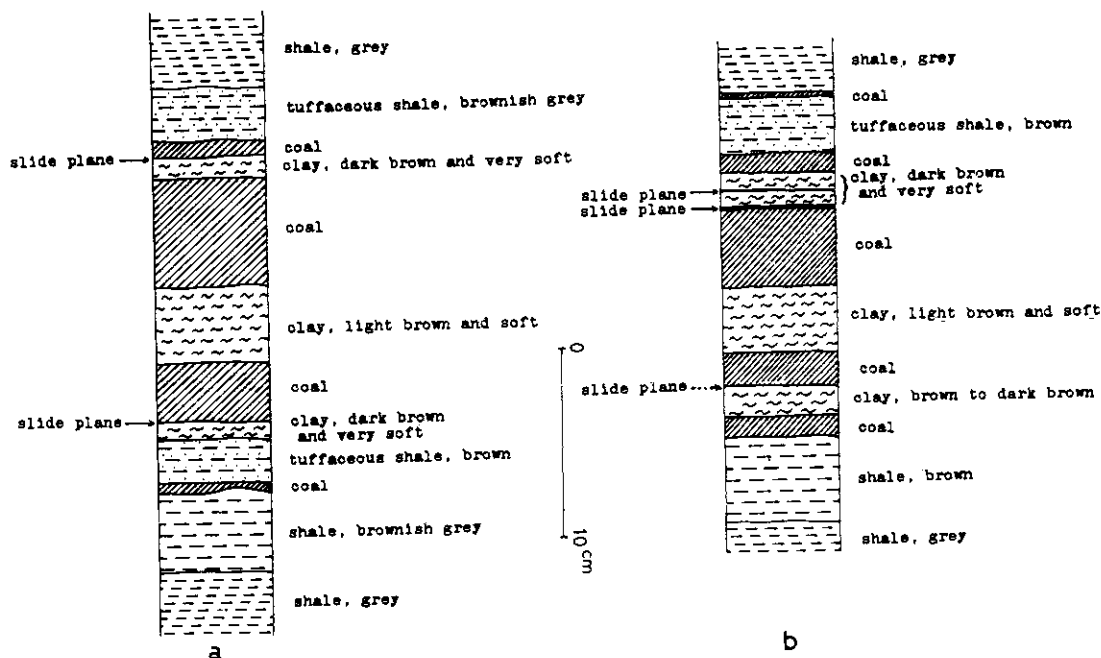 shale, grey
tuffaceous shale, brownish grey
coal
slide plane
clay, dark brown and very soft
coal
clay, light brown and soft
coal
slide plane
clay, dark brown
and very soft
tuffaceous shale, brown
coal
shale, brownish grey
shale, grey
a
0
10 cm
shale, grey
coal
tuffaceous shale, brown
coal
clay, dark brown
and very soft
slide plane
slide plane
coal
clay, light brown and soft
coal
slide plane
clay, brown to dark brown
coal
shale, brown
shale, grey
b